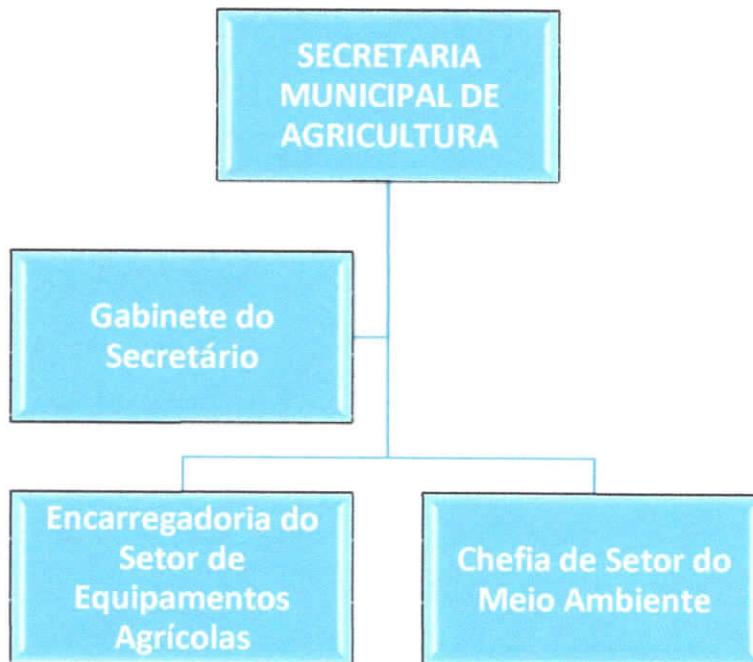 SECRETARIA
MUNICIPAL DE
AGRICULTURA
Gabinete do
Secretário
Encarregadoria do
Setor de
Equipamentos
Agrícolas
Chefia de Setor do
Meio Ambiente